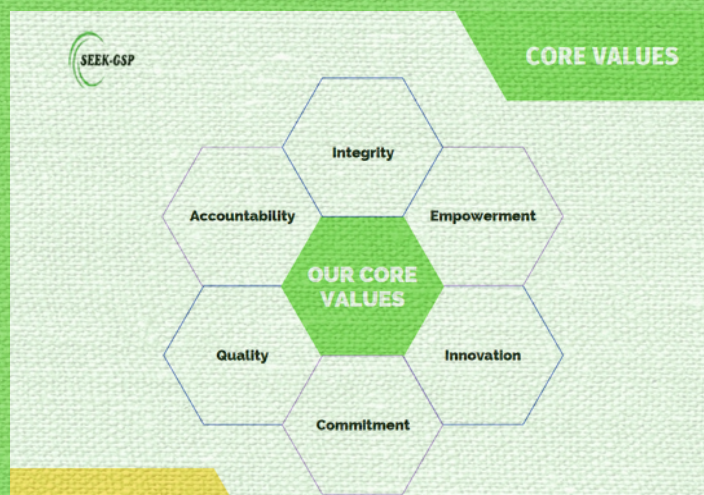 SEEK-GSP
CORE VALUES
Integrity
Accountability
Empowerment
OUR CORE
VALUES
Quality
Innovation
Commitment